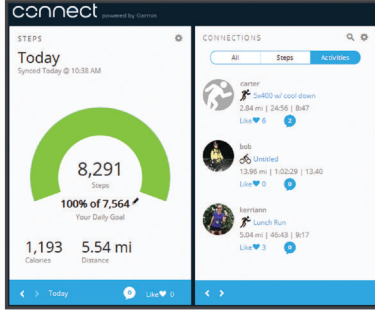 connect powered by Garmin
STEPS
Today
Synced Today @ 10:38 AM
8,291
Steps
100% of 7,564
Your Daily Goal
1,193
Calories
5.54 mi
Distance
< > Today 0 Like 0
CONNECTIONS
All Steps Activities
carter
5x400 w/ cool down
2.84 mi | 24:56 | 8:47
Like 6 2
bob
Untitled
13.96 mi | 1:02:29 | 13.40
Like 0 0
kerriann
Lunch Run
5.04 mi | 46:43 | 9:17
Like 3 0
< >